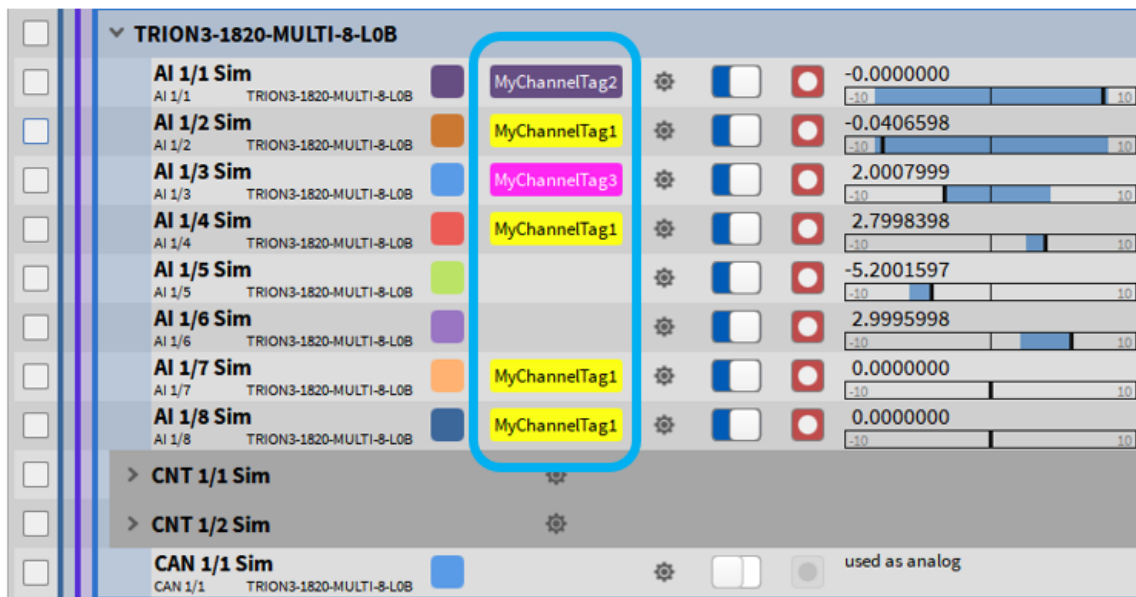 TRION3-1820-MULTI-8-L0B
AI 1/1 Sim
AI 1/1 TRION3-1820-MULTI-8-L0B
MyChannelTag2
-0.0000000
-10 10
AI 1/2 Sim
AI 1/2 TRION3-1820-MULTI-8-L0B
MyChannelTag1
-0.0406598
-10 10
AI 1/3 Sim
AI 1/3 TRION3-1820-MULTI-8-L0B
MyChannelTag3
2.0007999
-10 10
AI 1/4 Sim
AI 1/4 TRION3-1820-MULTI-8-L0B
MyChannelTag1
2.7998398
-10 10
AI 1/5 Sim
AI 1/5 TRION3-1820-MULTI-8-L0B
-5.2001597
-10 10
AI 1/6 Sim
AI 1/6 TRION3-1820-MULTI-8-L0B
2.9995998
-10 10
AI 1/7 Sim
AI 1/7 TRION3-1820-MULTI-8-L0B
MyChannelTag1
0.0000000
-10 10
AI 1/8 Sim
AI 1/8 TRION3-1820-MULTI-8-L0B
MyChannelTag1
0.0000000
-10 10
CNT 1/1 Sim
CNT 1/2 Sim
CAN 1/1 Sim
CAN 1/1 TRION3-1820-MULTI-8-L0B
used as analog